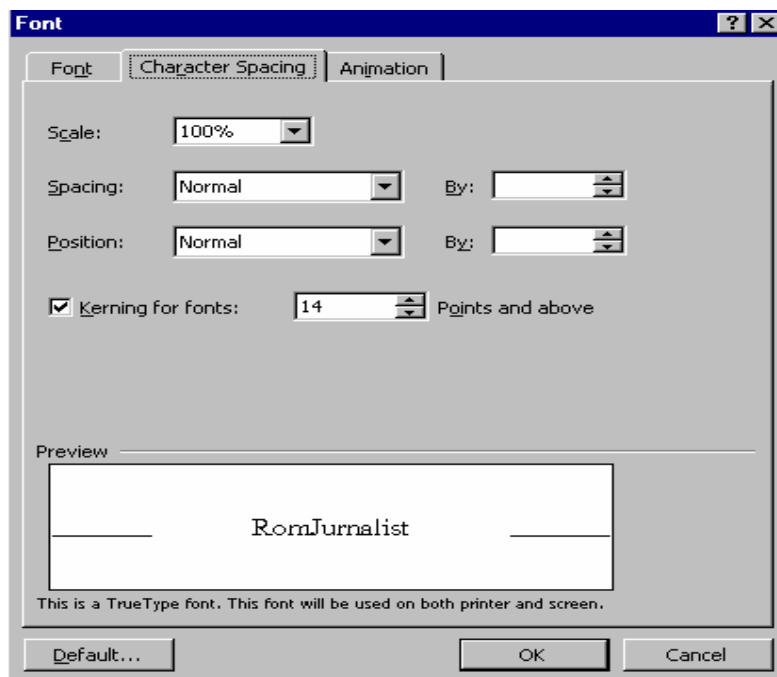 Font
Font Character Spacing Animation
Scale: 100%
Spacing: Normal By:
Position: Normal By:
Kerning for fonts: 14 Points and above
Preview
RomJurnalist
This is a TrueType font. This font will be used on both printer and screen.
Default... OK Cancel